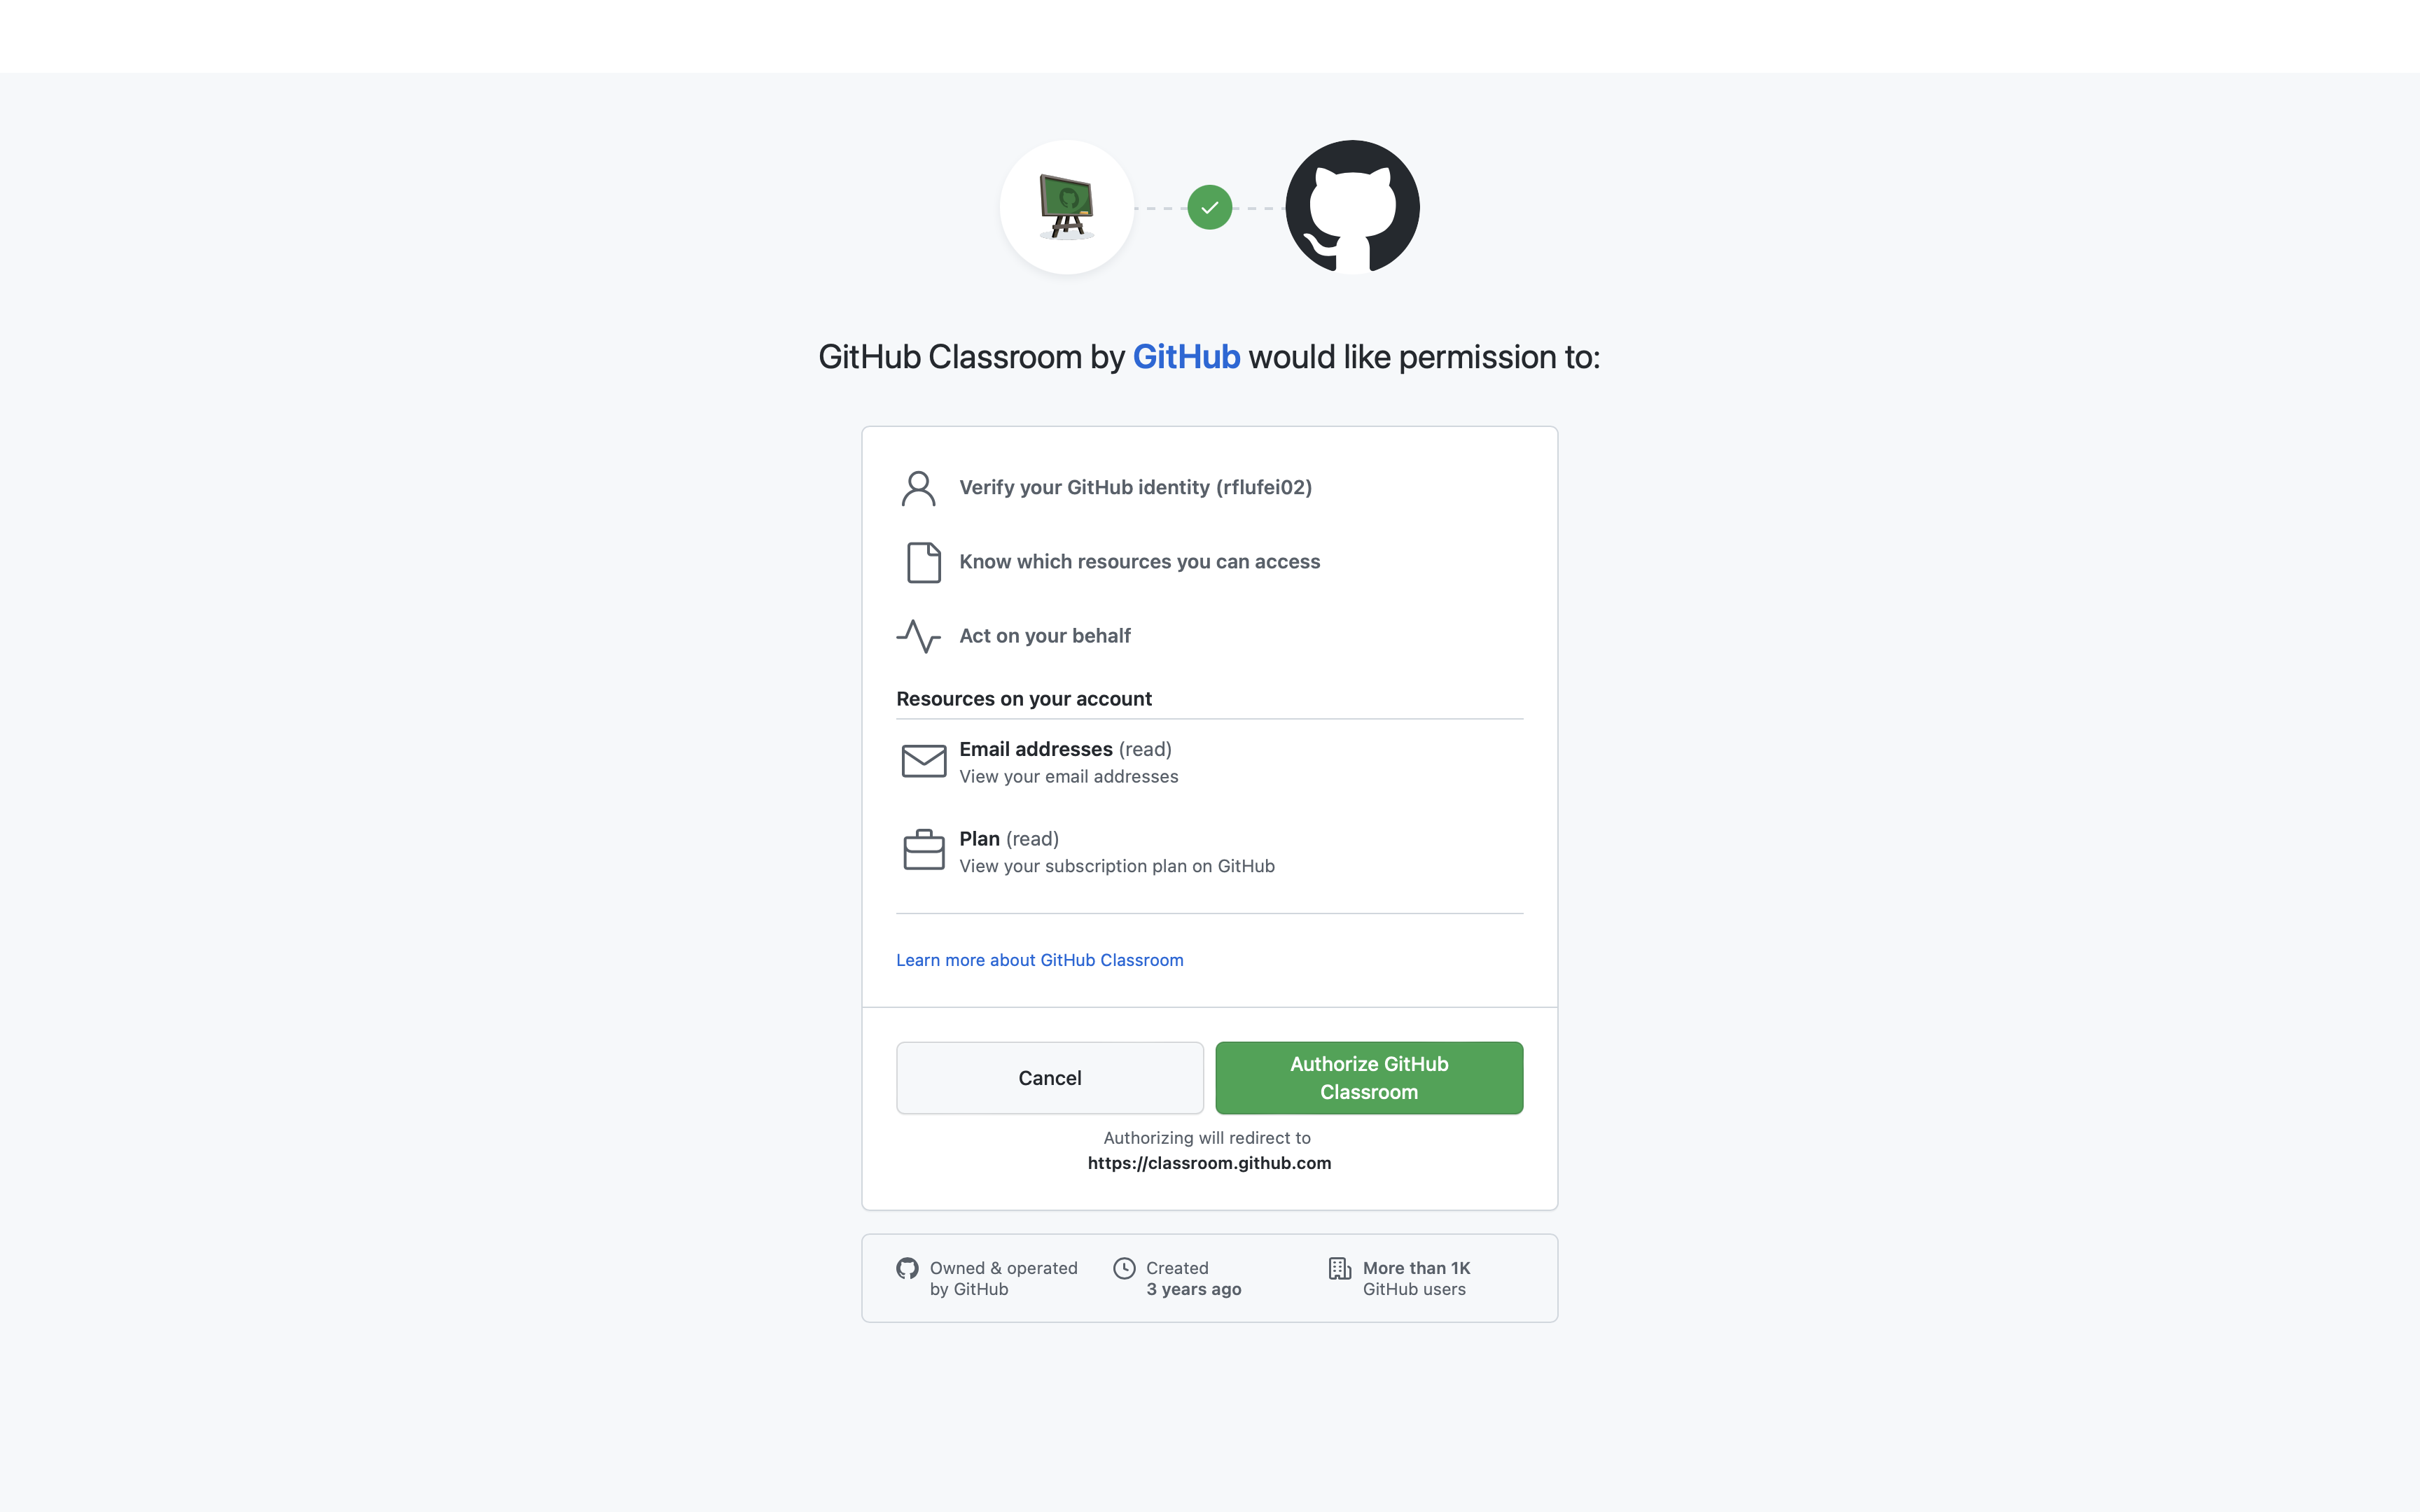 GitHub Classroom by GitHub would like permission to:
Verify your GitHub identity (rflufei02)
Know which resources you can access
Act on your behalf
Resources on your account
Email addresses (read)
View your email addresses
Plan (read)
View your subscription plan on GitHub
Learn more about GitHub Classroom
Cancel
Authorize GitHub
Classroom
Authorizing will redirect to
https://classroom.github.com
Owned & operated
by GitHub
Created
3 years ago
More than 1K
GitHub users